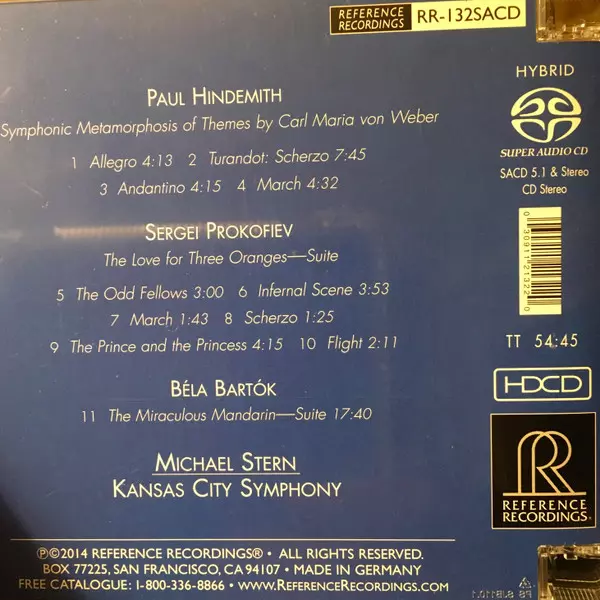 REFERENCE RECORDINGS RR-132SACD
HYBRID
SUPER AUDIO CD
SACD 5.1 & Stereo
CD Stereo
PAUL HINDEMITH
Symphonic Metamorphosis of Themes by Carl Maria von Weber
1 Allegro 4:13 2 Turandot: Scherzo 7:45
3 Andantino 4:15 4 March 4:32
SERGEI PROKOFIEV
The Love for Three Oranges—Suite
5 The Odd Fellows 3:00 6 Infernal Scene 3:53
7 March 1:43 8 Scherzo 1:25
9 The Prince and the Princess 4:15 10 Flight 2:11
BÉLA BARTÓK
11 The Miraculous Mandarin—Suite 17:40
MICHAEL STERN
KANSAS CITY SYMPHONY
0 30911 21322 0
TT 54:45
HDCD
RR
REFERENCE
RECORDINGS®
℗©2014 REFERENCE RECORDINGS® • ALL RIGHTS RESERVED.
BOX 77225, SAN FRANCISCO, CA 94107 • MADE IN GERMANY
FREE CATALOGUE: 1-800-336-8866 • WWW.REFERENCERECORDINGS.COM